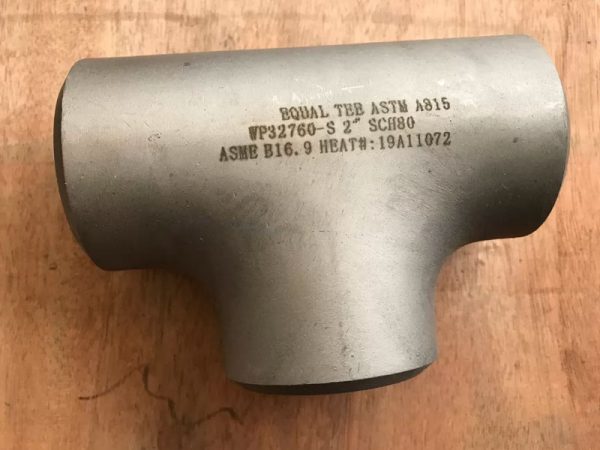 EQUAL TEE ASTM A815
WP32760-S 2" SCH80
ASME B16.9 HEAT#:19A11072